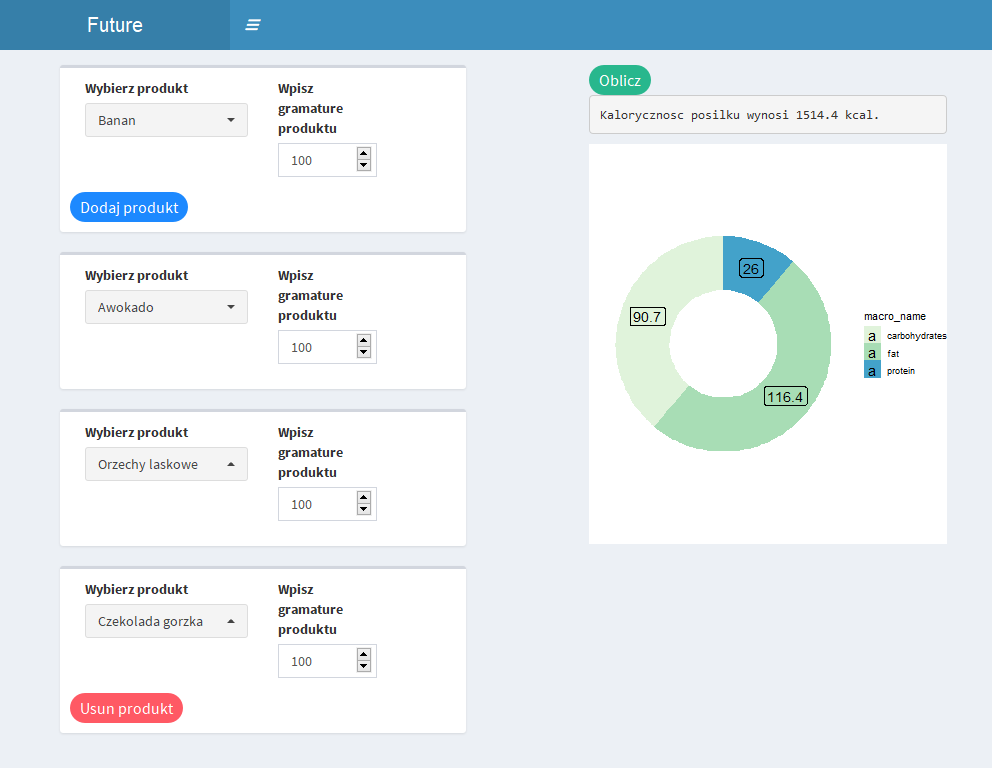 Future
Wybierz produkt
Banan
Wpisz
gramature
produktu
100
Dodaj produkt
Wybierz produkt
Awokado
Wpisz
gramature
produktu
100
Wybierz produkt
Orzechy laskowe
Wpisz
gramature
produktu
100
Wybierz produkt
Czekolada gorzka
Wpisz
gramature
produktu
100
Usun produkt
Oblicz
Kalorycznosc posilku wynosi 1514.4 kcal.
26
90.7
116.4
macro_name
a carbohydrates
a fat
a protein